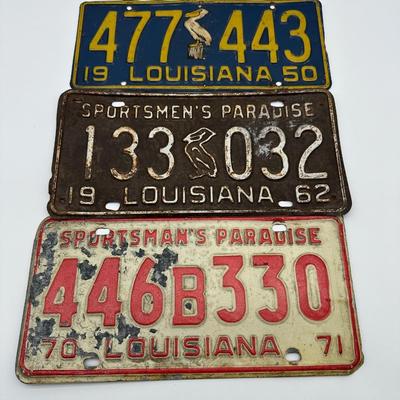 477 443
19 LOUISIANA 50
SPORTSMEN'S PARADISE
133 032
19 LOUISIANA 62
SPORTSMAN'S PARADISE
446B330
70 LOUISIANA 71